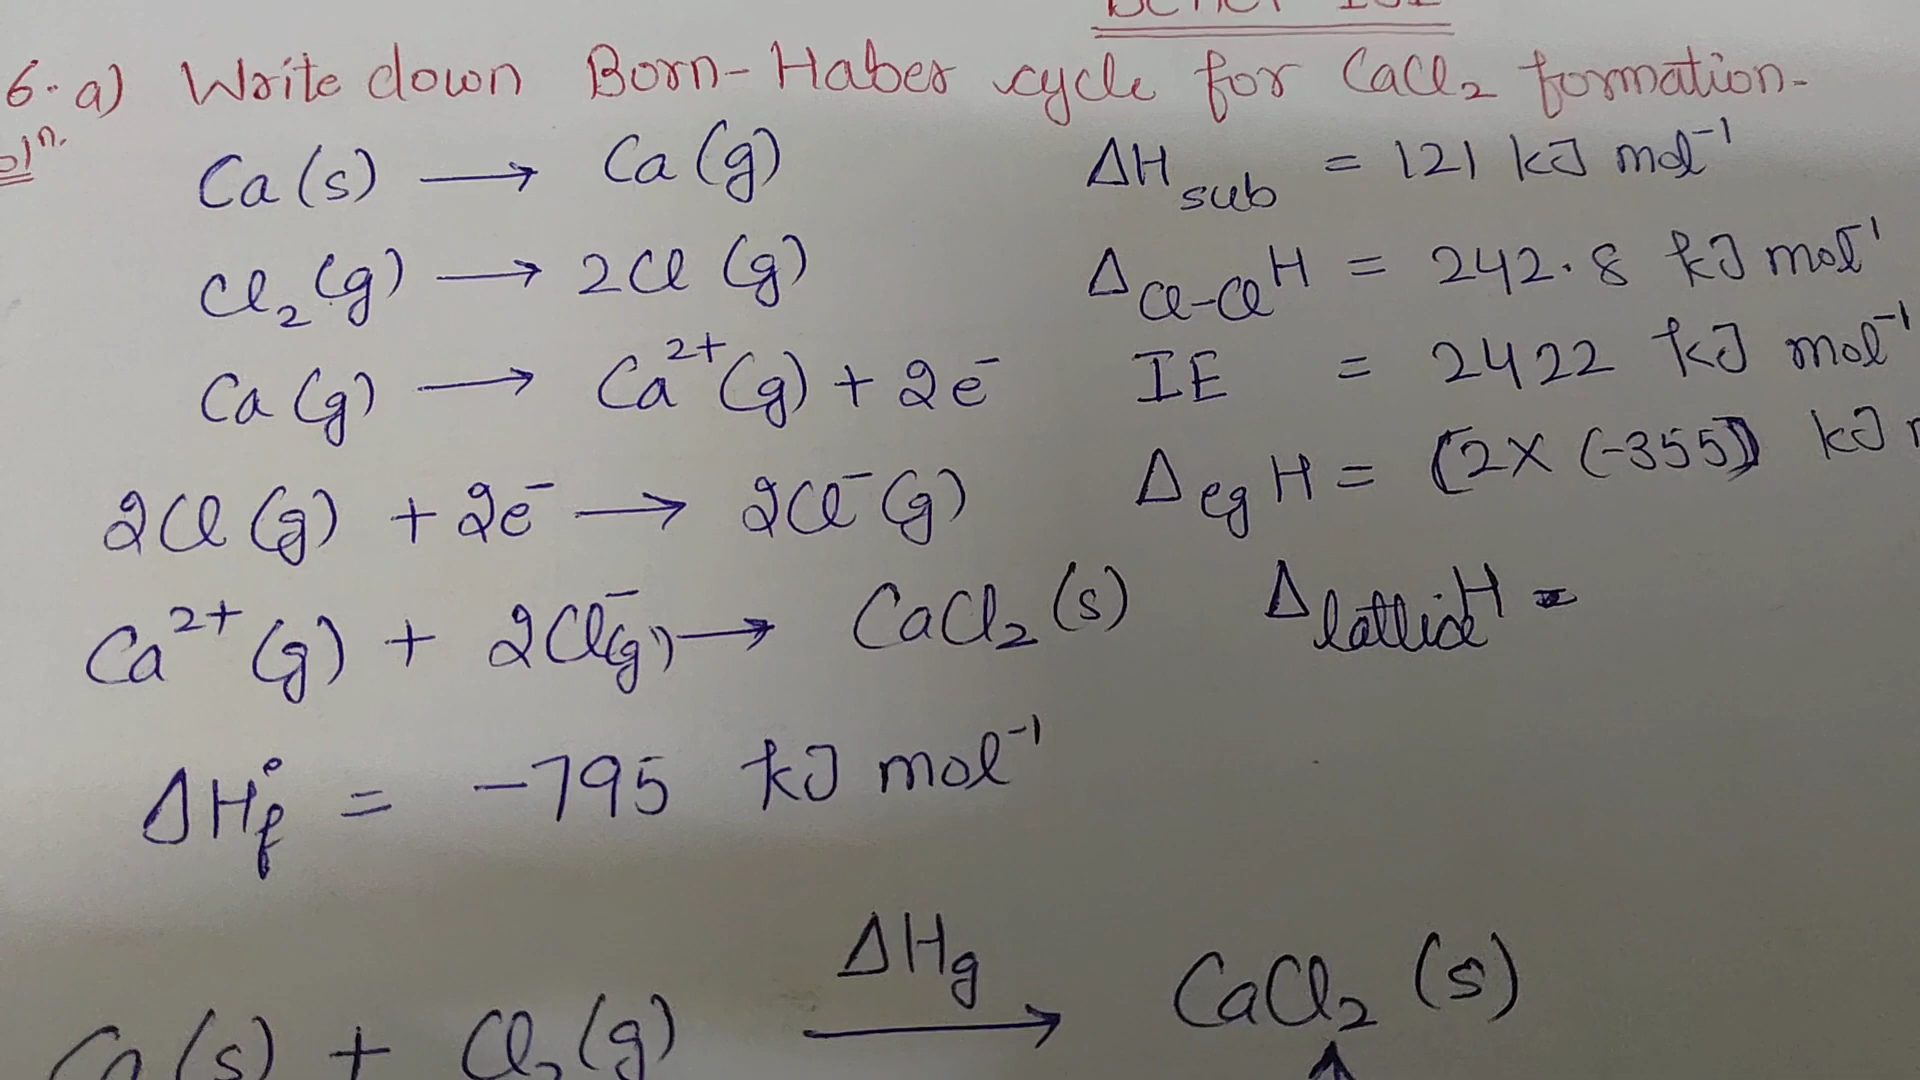 6. a) Write down Born-Haber cycle for CaCl₂ formation.
Ca (s) → Ca (g) ΔH sub = 121 kJ mol⁻¹
Cl₂ (g) → 2Cl (g) Δ Cl-Cl H = 242.8 kJ mol⁻¹
Ca (g) → Ca²⁺ (g) + 2e⁻ IE = 2422 kJ mol⁻¹
2Cl (g) + 2e⁻ → 2Cl⁻ (g) Δ eg H = (2 × (-355)) kJ
Ca²⁺ (g) + 2Cl⁻(g) → CaCl₂ (s) Δ lattice H =
ΔH°f = -795 kJ mol⁻¹
ΔHg
Ca (s) + Cl₂ (g) → CaCl₂ (s)